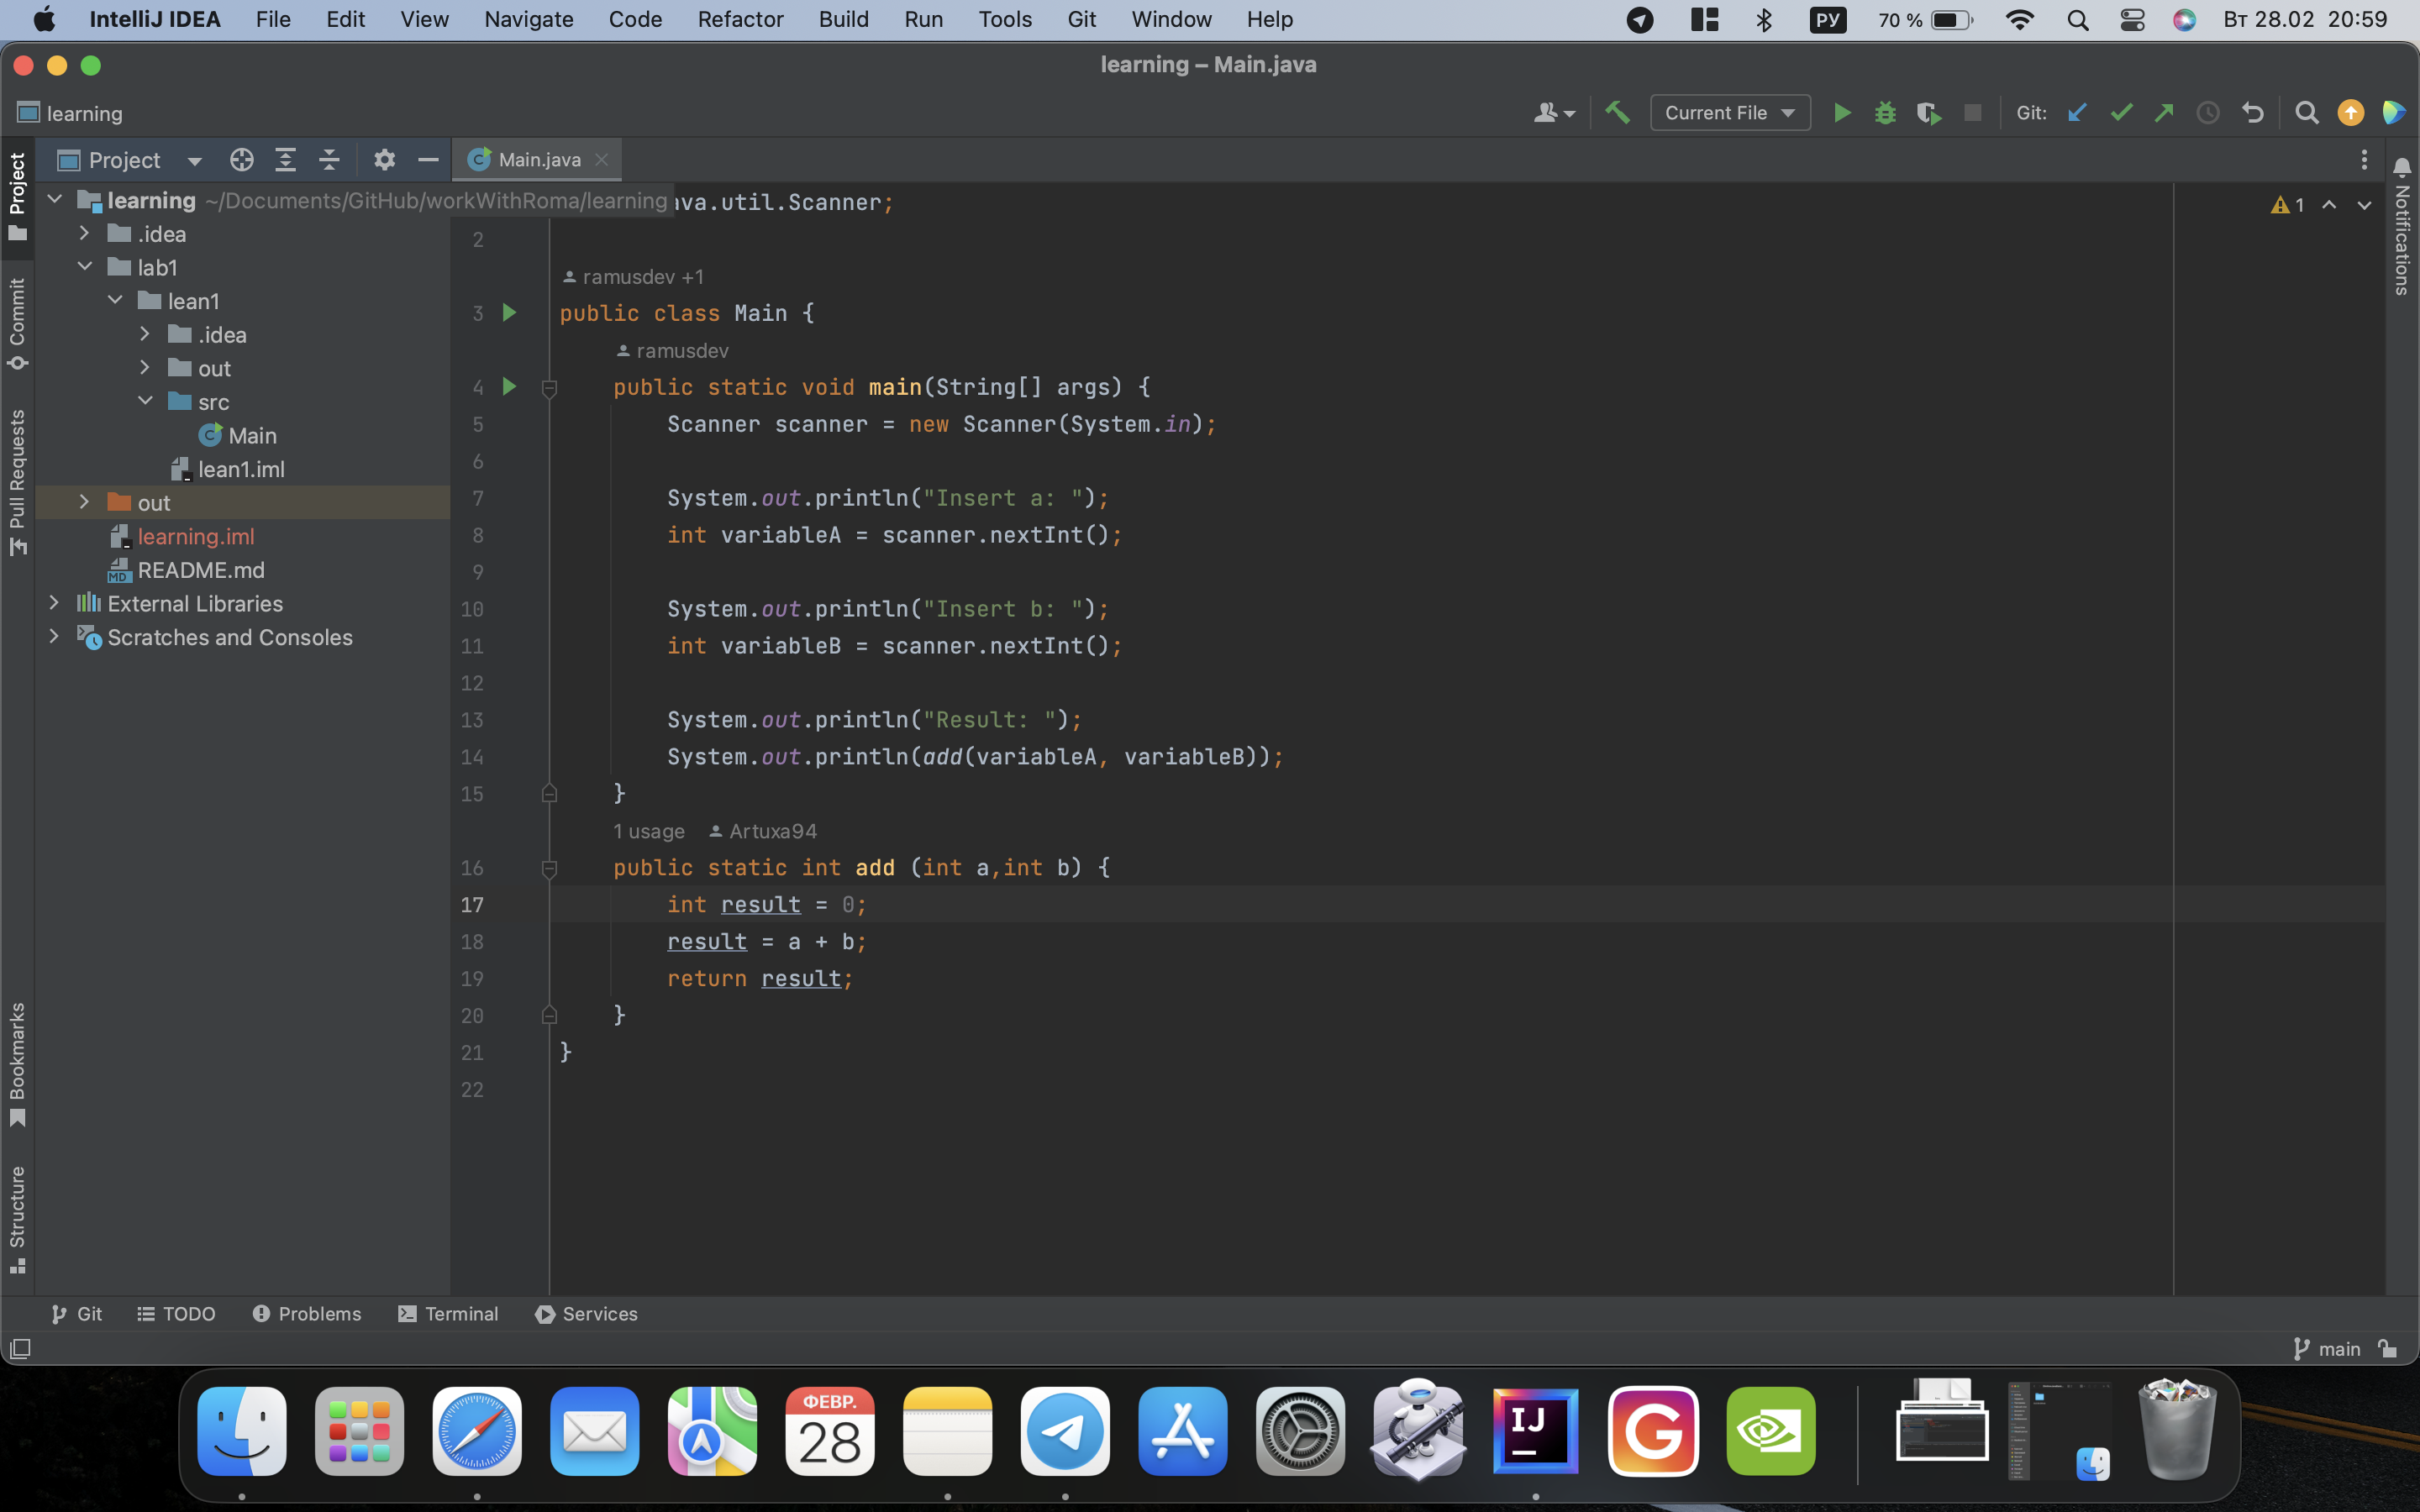 IntelliJ IDEA File Edit View Navigate Code Refactor Build Run Tools Git Window Help РУ 70 % Вт 28.02 20:59
learning – Main.java
learning Current File Git:
Project Main.java
learning ~/Documents/GitHub/workWithRoma/learning
.idea
lab1
lean1
.idea
out
src
Main
lean1.iml
out
learning.iml
README.md
External Libraries
Scratches and Consoles
Project
Commit
Pull Requests
Bookmarks
Structure
ava.util.Scanner;
2
ramusdev +1
3 public class Main {
ramusdev
4 public static void main(String[] args) {
5 Scanner scanner = new Scanner(System.in);
6
7 System.out.println("Insert a: ");
8 int variableA = scanner.nextInt();
9
10 System.out.println("Insert b: ");
11 int variableB = scanner.nextInt();
12
13 System.out.println("Result: ");
14 System.out.println(add(variableA, variableB));
15 }
1 usage Artuxa94
16 public static int add (int a,int b) {
17 int result = 0;
18 result = a + b;
19 return result;
20 }
21 }
22
1
Notifications
Git TODO Problems Terminal Services
main
ФЕВР.
28
IJ
G